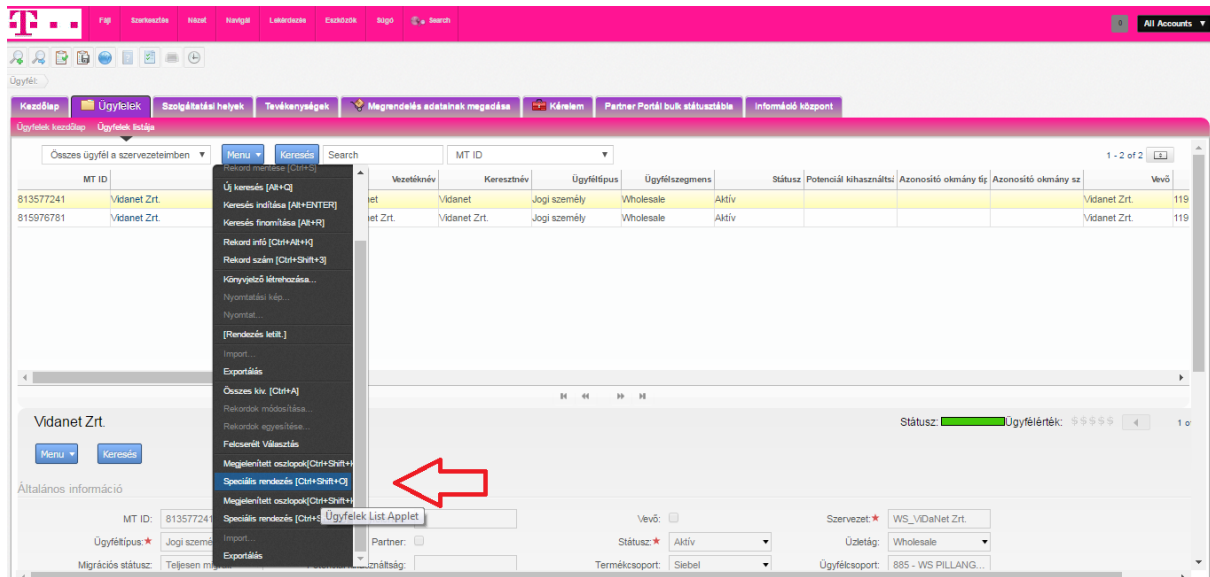 T
Fájl Szerkesztés Nézet Navigál Lekérdezés Eszközök Súgó Search 0 All Accounts
Ügyfél:
Kezdőlap Ügyfelek Szolgáltatási helyek Tevékenységek Megrendelés adatainak megadása Kérelem Partner Portál bulk státusztábla Információ központ
Ügyfelek kezdőlap Ügyfelek listája
Összes ügyfél a szervezeteimben Menu Keresés Search MT ID 1 - 2 of 2
MT ID Vezetéknév Keresztnév Ügyféltípus Ügyfélszegmens Státusz Potenciál kihasználtsá Azonosító okmány típ Azonosító okmány sz Vevő
813577241 Vidanet Zrt. et Vidanet Jogi személy Wholesale Aktív Vidanet Zrt. 119
815976781 Vidanet Zrt. et Zrt. Vidanet Zrt. Jogi személy Wholesale Aktív Vidanet Zrt. 119
Rekord mentése [Ctrl+S]
Új keresés [Alt+Q]
Keresés indítása [Alt+ENTER]
Keresés finomítása [Alt+R]
Rekord infó [Ctrl+Alt+K]
Rekord szám [Ctrl+Shift+3]
Könyvjelző létrehozása...
Nyomtatási kép...
Nyomtat...
[Rendezés letilt.]
Import...
Exportálás
Összes kiv. [Ctrl+A]
Rekordok módosítása...
Rekordok egyesítése...
Felcserélt Választás
Megjelenített oszlopok[Ctrl+Shift+K
Speciális rendezés [Ctrl+Shift+O]
Megjelenített oszlopok[Ctrl+Shift+K
Speciális rendezés [Ctrl+S
Import...
Exportálás
Ügyfelek List Applet
Vidanet Zrt. Státusz: Ügyfélérték: $$$$$ 1 o
Menu Keresés
Általános információ
MT ID: 813577241 Vevő: Szervezet:* WS_ViDaNet Zrt.
Ügyféltípus:* Jogi szemé Partner: Státusz:* Aktív Üzletág: Wholesale
Migrációs státusz: Teljesen mig Termékcsoport: Siebel Ügyfélcsoport: 885 - WS PILLANG...